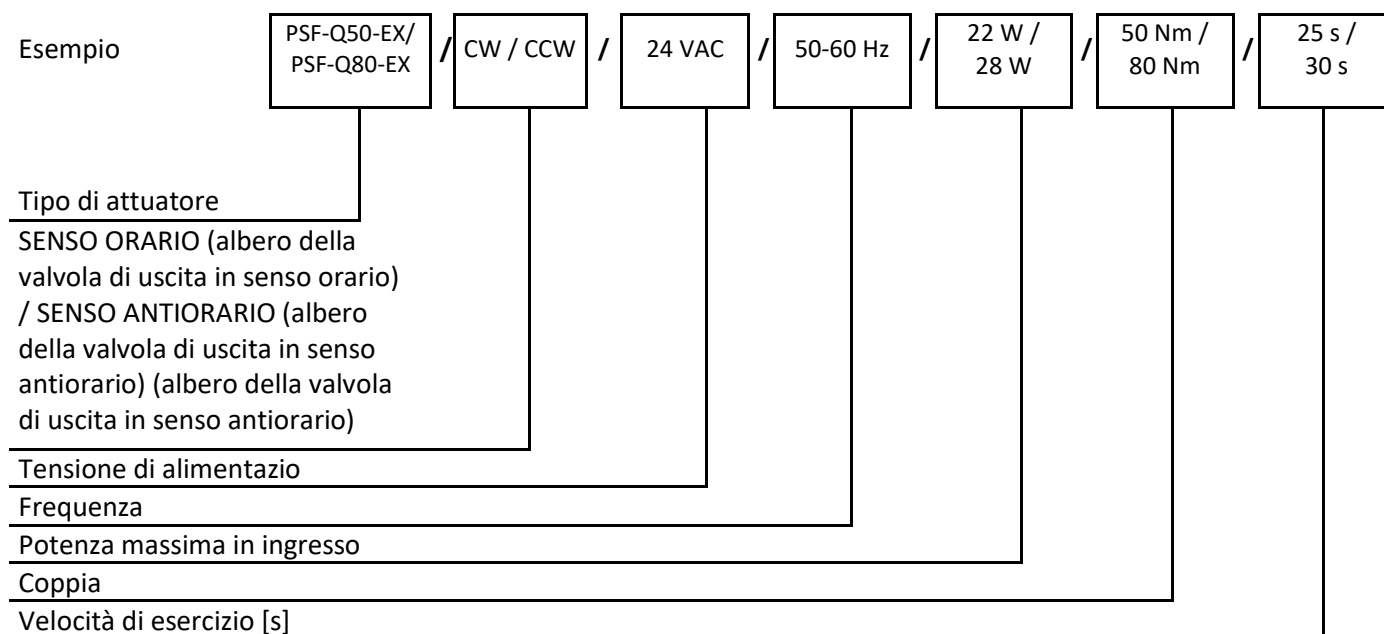 Esempio
PSF-Q50-EX/
PSF-Q80-EX
/
CW / CCW
/
24 VAC
/
50-60 Hz
/
22 W /
28 W
/
50 Nm /
80 Nm
/
25 s /
30 s
Tipo di attuatore
SENSO ORARIO (albero della
valvola di uscita in senso orario)
/ SENSO ANTIORARIO (albero
della valvola di uscita in senso
antiorario) (albero della valvola
di uscita in senso antiorario)
Tensione di alimentazio
Frequenza
Potenza massima in ingresso
Coppia
Velocità di esercizio [s]